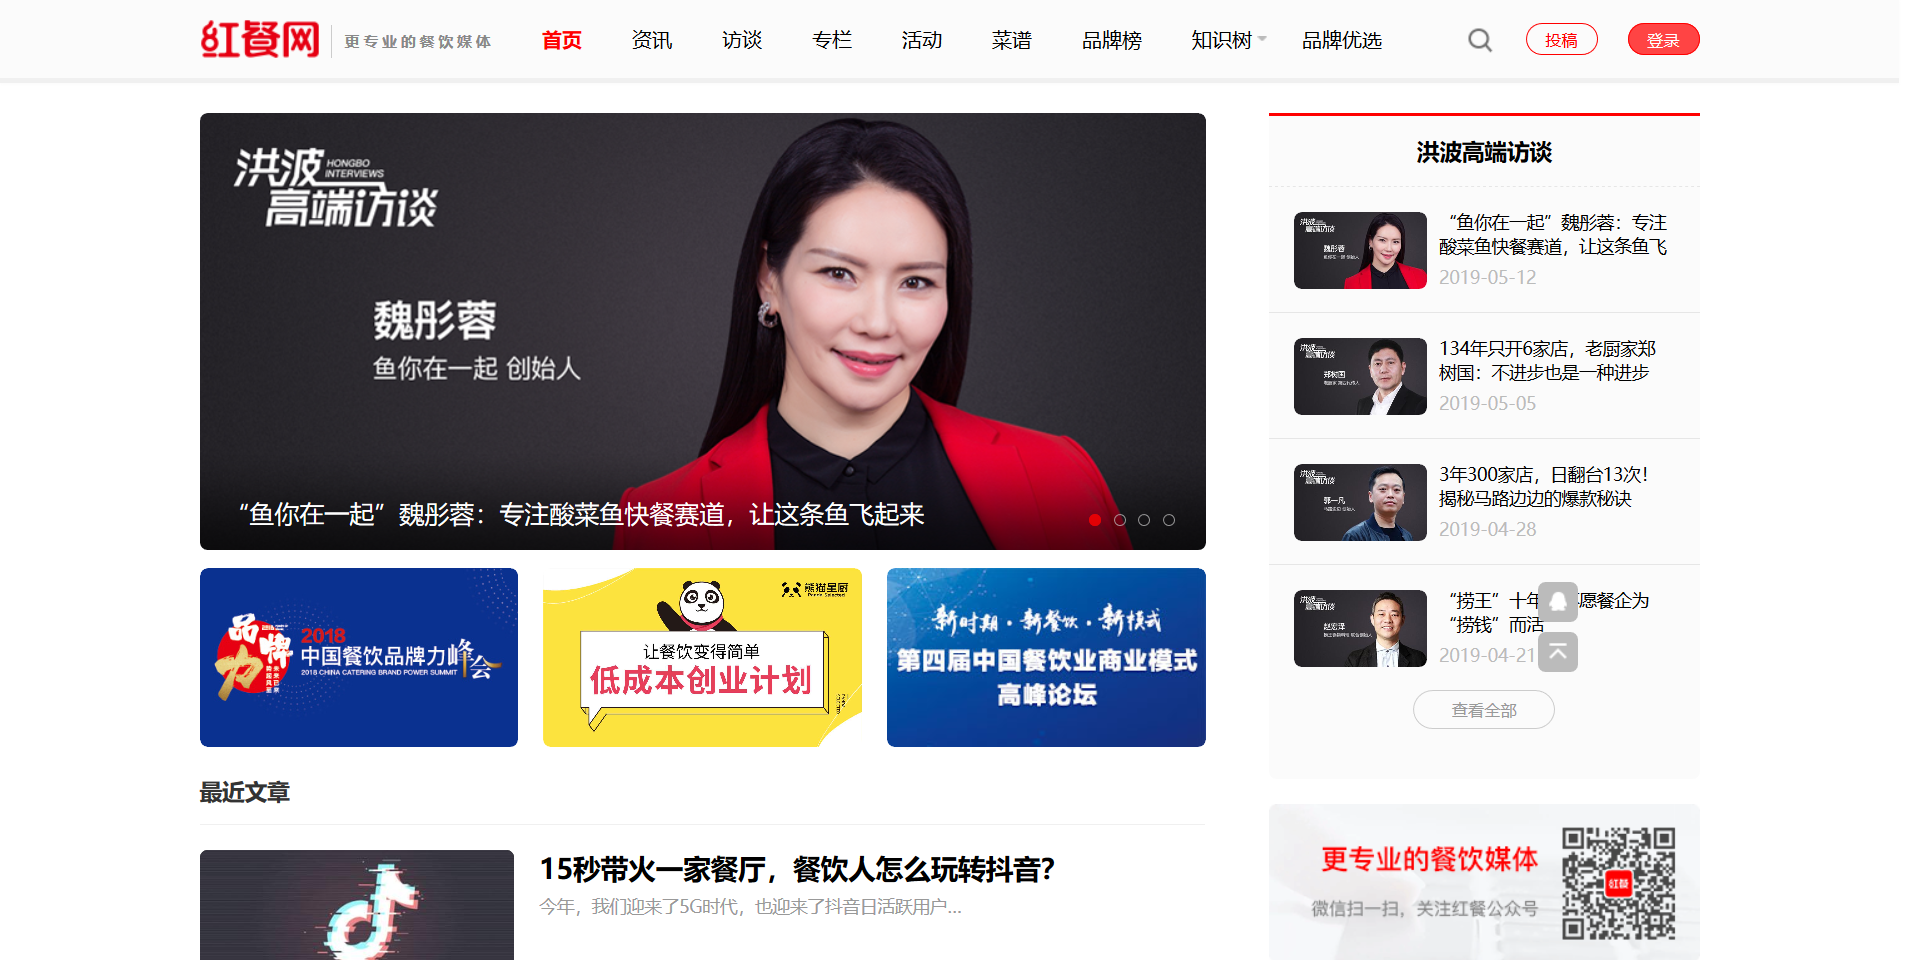 红餐网
更专业的餐饮媒体
首页
资讯
访谈
专栏
活动
菜谱
品牌榜
知识树
品牌优选
投稿
登录
洪波 HONGBO INTERVIEWS
高端访谈
魏彤蓉
鱼你在一起 创始人
“鱼你在一起”魏彤蓉：专注酸菜鱼快餐赛道，让这条鱼飞起来
品牌力
2018
中国餐饮品牌力峰会
2018 CHINA CATERING BRAND POWER SUMMIT
熊猫星厨
Panda Selected
让餐饮变得简单
低成本创业计划
新时期·新餐饮·新模式
第四届中国餐饮业商业模式
高峰论坛
最近文章
15秒带火一家餐厅，餐饮人怎么玩转抖音？
今年，我们迎来了5G时代，也迎来了抖音日活跃用户...
洪波高端访谈
“鱼你在一起”魏彤蓉：专注
酸菜鱼快餐赛道，让这条鱼飞
2019-05-12
134年只开6家店，老厨家郑
树国：不进步也是一种进步
2019-05-05
3年300家店，日翻台13次！
揭秘马路边边的爆款秘诀
2019-04-28
“捞王”十年 愿餐企为
“捞钱”而活
2019-04-21
查看全部
更专业的餐饮媒体
微信扫一扫，关注红餐公众号
红餐